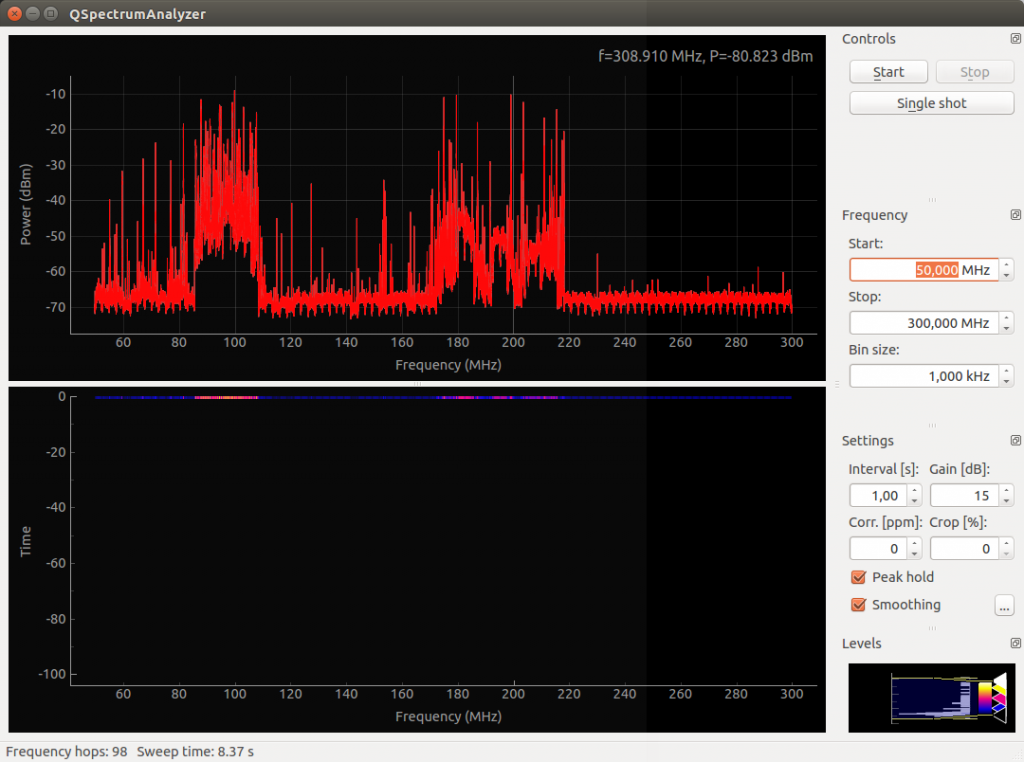 QSpectrumAnalyzer
f=308.910 MHz, P=-80.823 dBm
Power (dBm)
-10
-20
-30
-40
-50
-60
-70
60 80 100 120 140 160 180 200 220 240 260 280 300
Frequency (MHz)
Time
0
-20
-40
-60
-80
-100
60 80 100 120 140 160 180 200 220 240 260 280 300
Frequency (MHz)
Controls
Start Stop
Single shot
Frequency
Start:
50,000 MHz
Stop:
300,000 MHz
Bin size:
1,000 kHz
Settings
Interval [s]: Gain [dB]:
1,00 15
Corr. [ppm]: Crop [%]:
0 0
Peak hold
Smoothing ...
Levels
Frequency hops: 98 Sweep time: 8.37 s